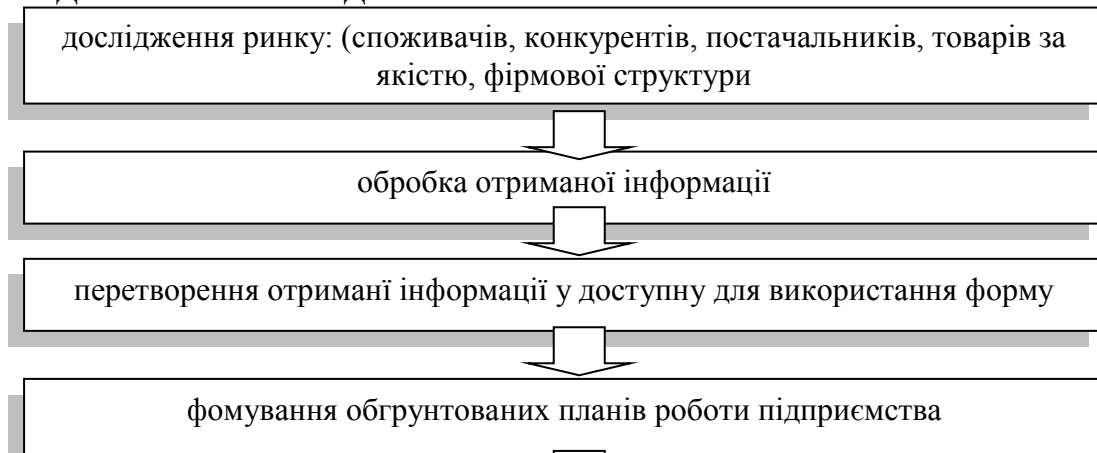 дослідження ринку: (споживачів, конкурентів, постачальників, товарів за
якістю, фірмової структури
обробка отриманої інформації
перетворення отримані інформації у доступну для використання форму
фомування обгрунтованих планів роботи підприємства